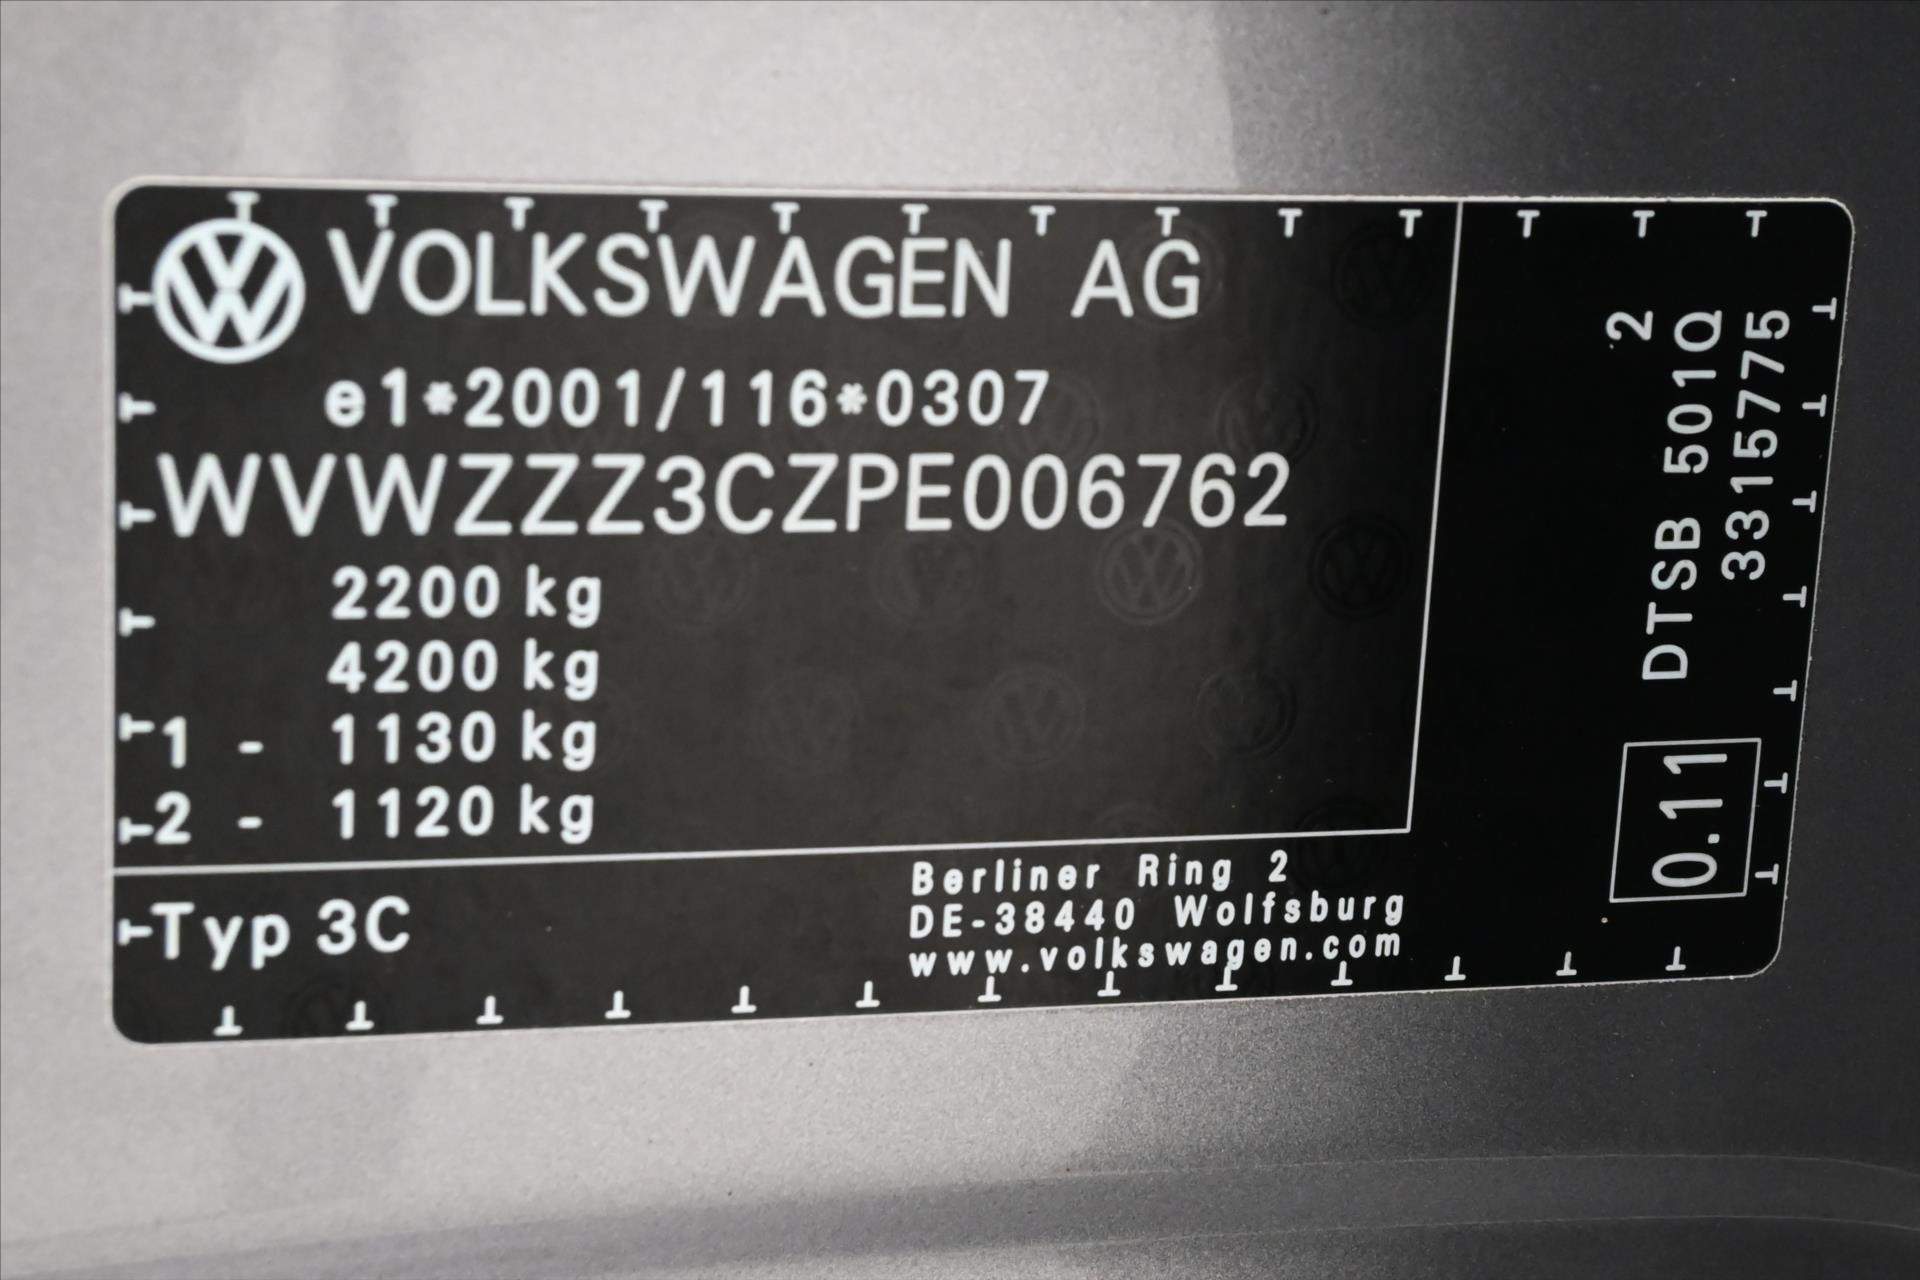 VOLKSWAGEN AG
e1*2001/116*0307
WVWZZZ3CZPE006762
2200 kg
4200 kg
1 - 1130 kg
2 - 1120 kg
Typ 3C
Berliner Ring 2
DE-38440 Wolfsburg
www.volkswagen.com
2
DTSB 501Q
3315775
0.11